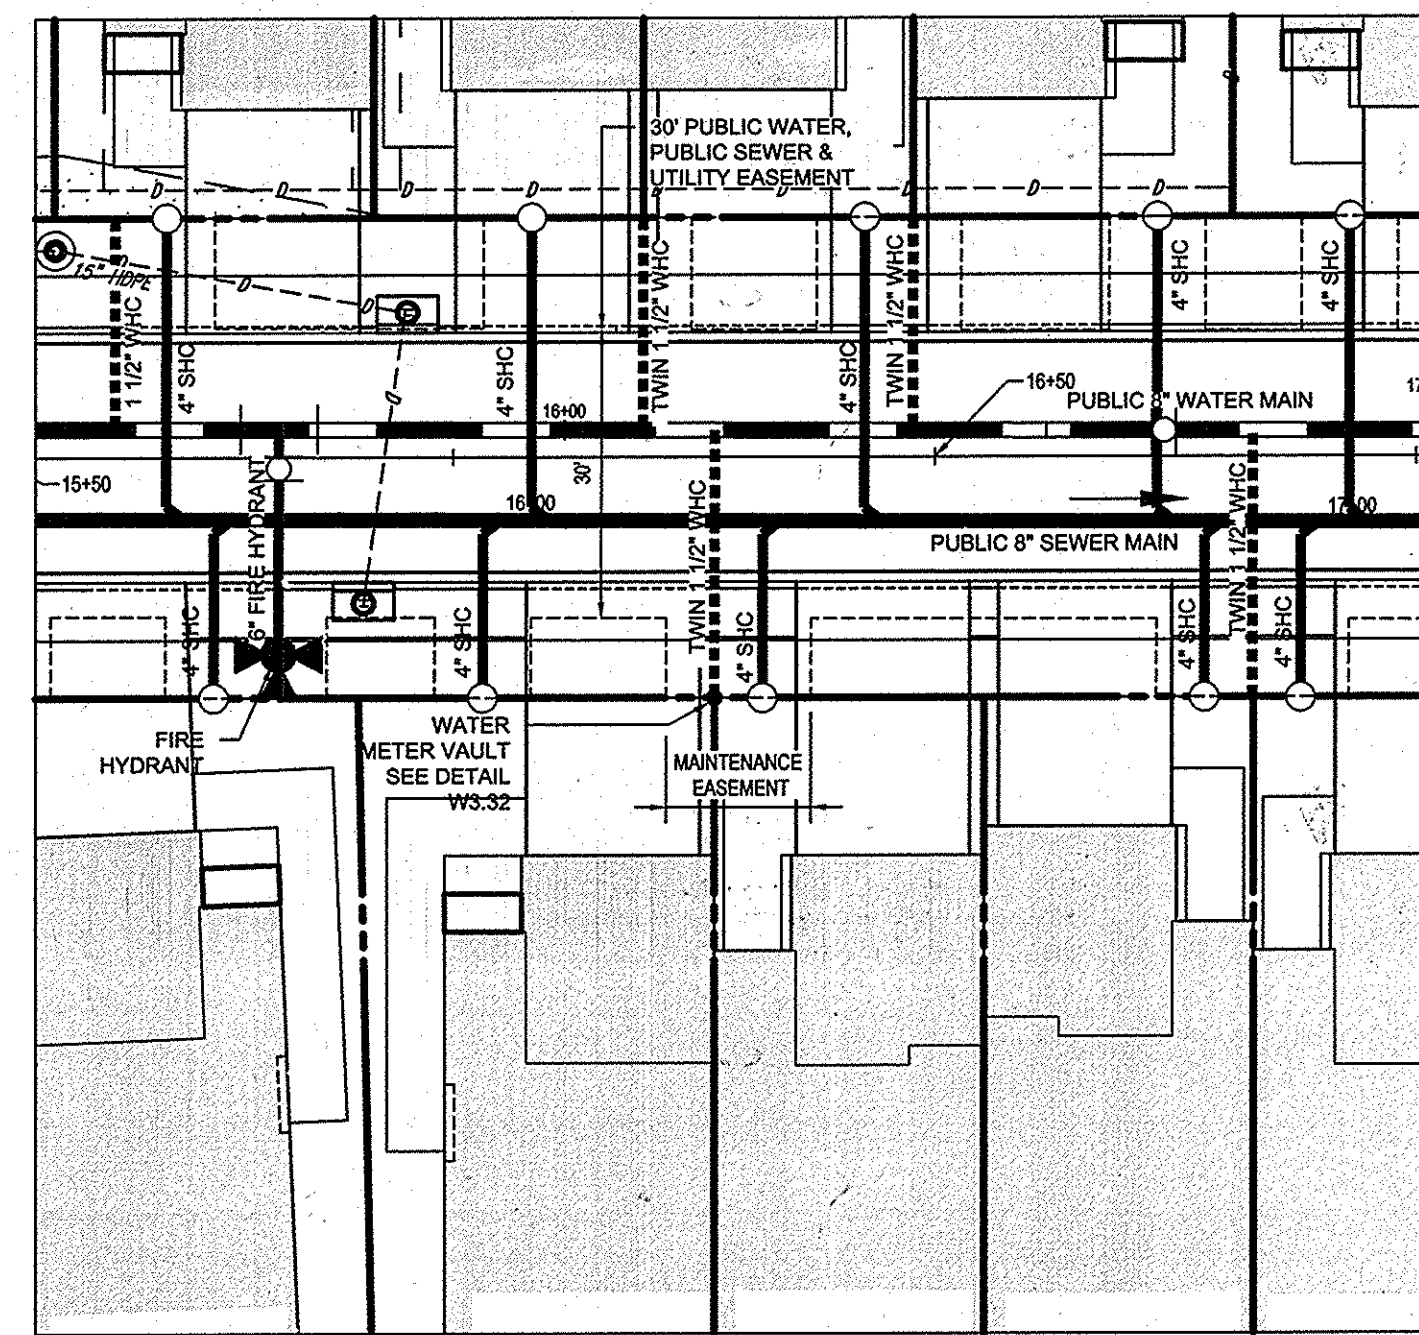 30' PUBLIC WATER,
PUBLIC SEWER &
UTILITY EASEMENT
D D D D D D D D
15" HDPE
D
D
D
D
1 1/2" WHC
4" SHC
4" SHC
TWIN 1 1/2" WHC
4" SHC
TWIN 1 1/2" WHC
4" SHC
4" SHC
16+00
16+50
PUBLIC 8" WATER MAIN
15+50
30'
16+00
17+00
PUBLIC 8" SEWER MAIN
6" FIRE HYDRANT
4" SHC
4" SHC
TWIN 1 1/2" WHC
4" SHC
4" SHC
TWIN 1 1/2" WHC
4" SHC
FIRE
HYDRANT
WATER
METER VAULT
SEE DETAIL
W3.32
MAINTENANCE
EASEMENT